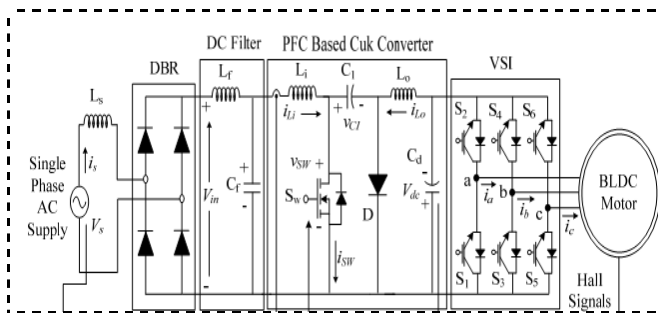 DC Filter
PFC Based Cuk Converter
VSI
DBR
Lf
Li
C1
Lo
Ls
iLi
vC1
iLo
S2
S4
S6
+
-
is
Single
Phase
AC
Supply
Vs
Vin
Cf
vSW
Sw
D
Cd
Vdc
a
ia
b
ib
c
ic
BLDC
Motor
iSW
S1
S3
S5
Hall
Signals